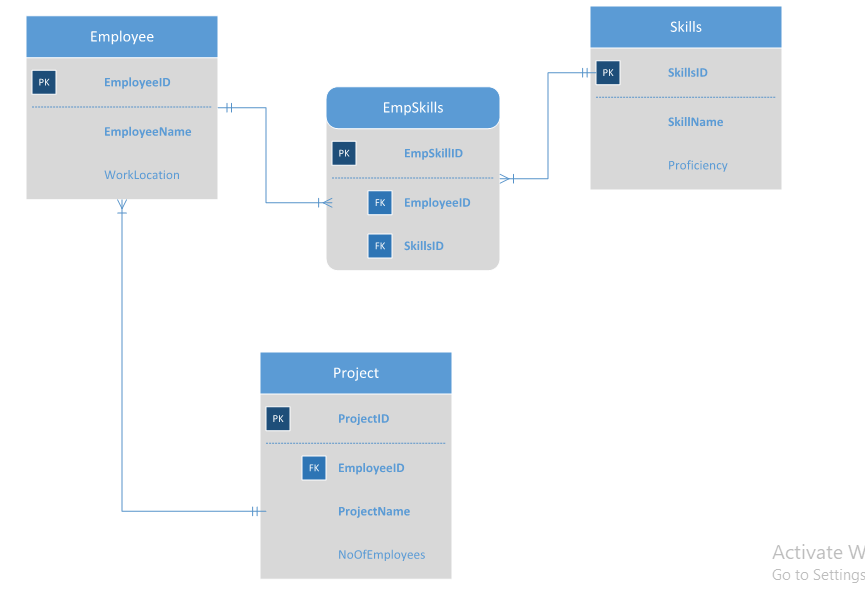 Employee
PK EmployeeID
EmployeeName
WorkLocation
EmpSkills
PK EmpSkillID
FK EmployeeID
FK SkillsID
Skills
PK SkillsID
SkillName
Proficiency
Project
PK ProjectID
FK EmployeeID
ProjectName
NoOfEmployees
Activate W
Go to Settings